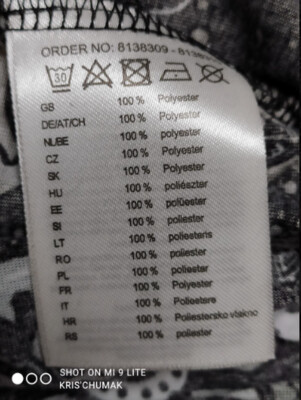 ORDER NO: 8138309 - 8138
30
GB 100 % Polyester
DE/AT/CH 100 % Polyester
NL/BE 100 % polyester
CZ 100 % Polyester
SK 100 % Polyester
HU 100 % poliészter
EE 100 % polüester
SI 100 % poliester
LT 100 % poliesteris
RO 100 % poliester
PL 100 % poliester
FR 100 % Polyester
IT 100 % Poliestere
HR 100 % Poliestersko vlakno
RS 100 % poliester
SHOT ON MI 9 LITE
KRIS'CHUMAK